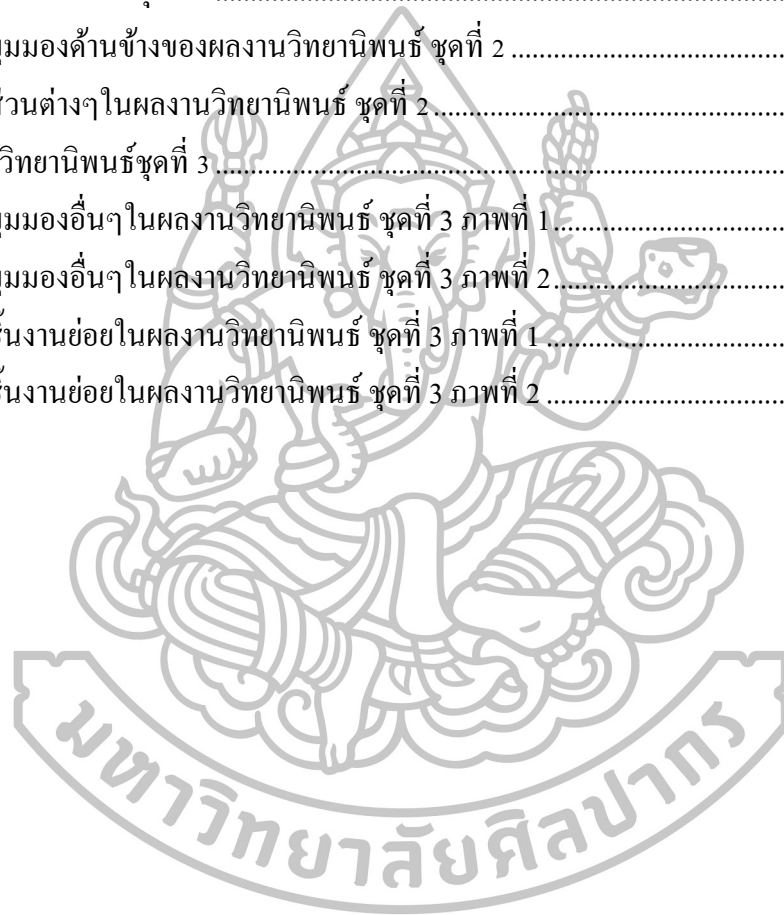 มุมมองด้านข้างของผลงานวิทยานิพนธ์ ชุดที่ 2 ....................................
ส่วนต่างๆในผลงานวิทยานิพนธ์ ชุดที่ 2 ....................................
วิทยานิพนธ์ชุดที่ 3 ....................................
มุมมองอื่นๆในผลงานวิทยานิพนธ์ ชุดที่ 3 ภาพที่ 1 ....................................
มุมมองอื่นๆในผลงานวิทยานิพนธ์ ชุดที่ 3 ภาพที่ 2 ....................................
ชิ้นงานย่อยในผลงานวิทยานิพนธ์ ชุดที่ 3 ภาพที่ 1 ....................................
ชิ้นงานย่อยในผลงานวิทยานิพนธ์ ชุดที่ 3 ภาพที่ 2 ....................................
มหาวิทยาลัยศิลปากร